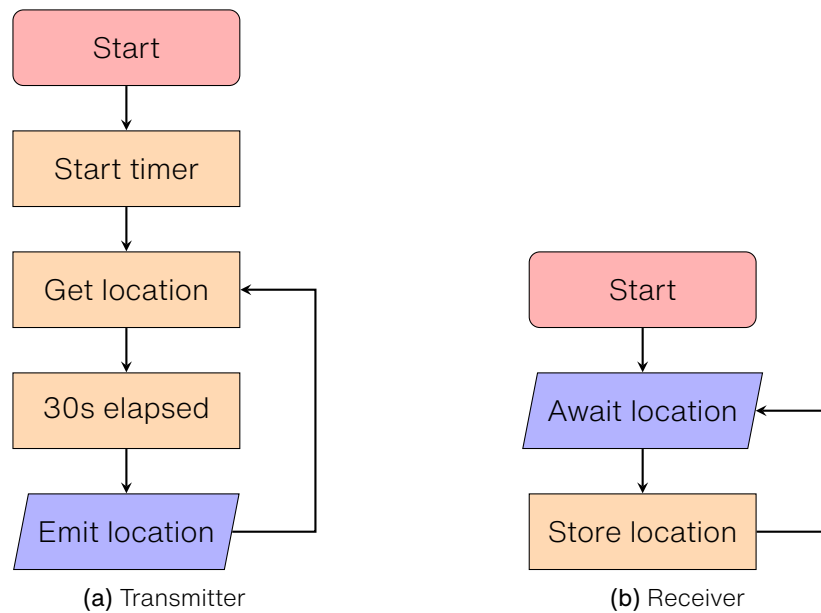 Start
Start timer
Get location
30s elapsed
Emit location
(a) Transmitter
Start
Await location
Store location
(b) Receiver